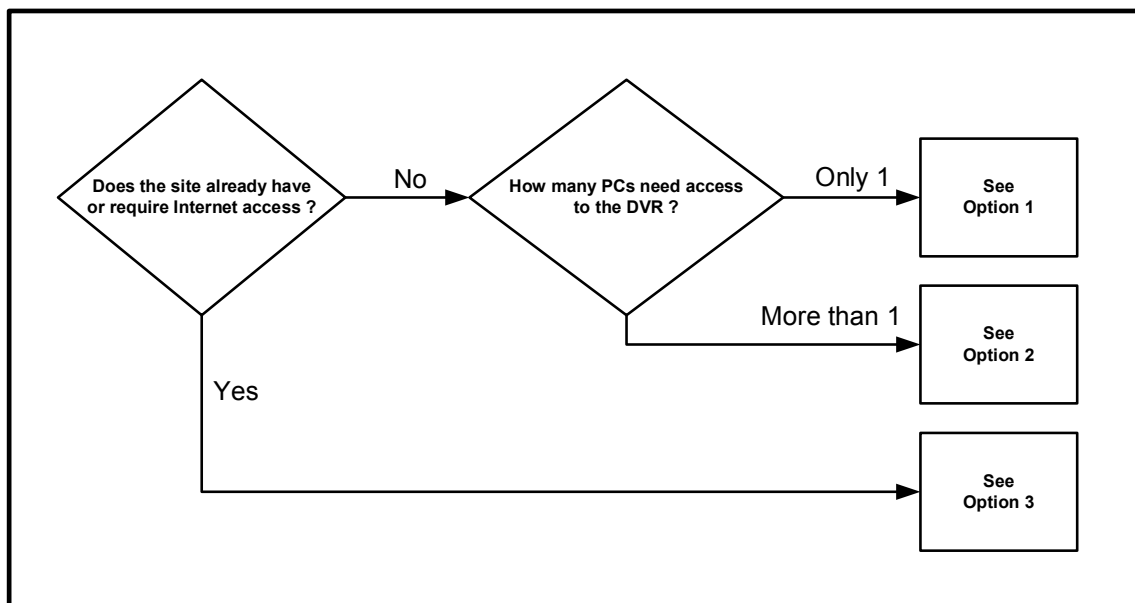 Does the site already have
or require Internet access ?
No
How many PCs need access
to the DVR ?
Only 1
See
Option 1
More than 1
See
Option 2
Yes
See
Option 3